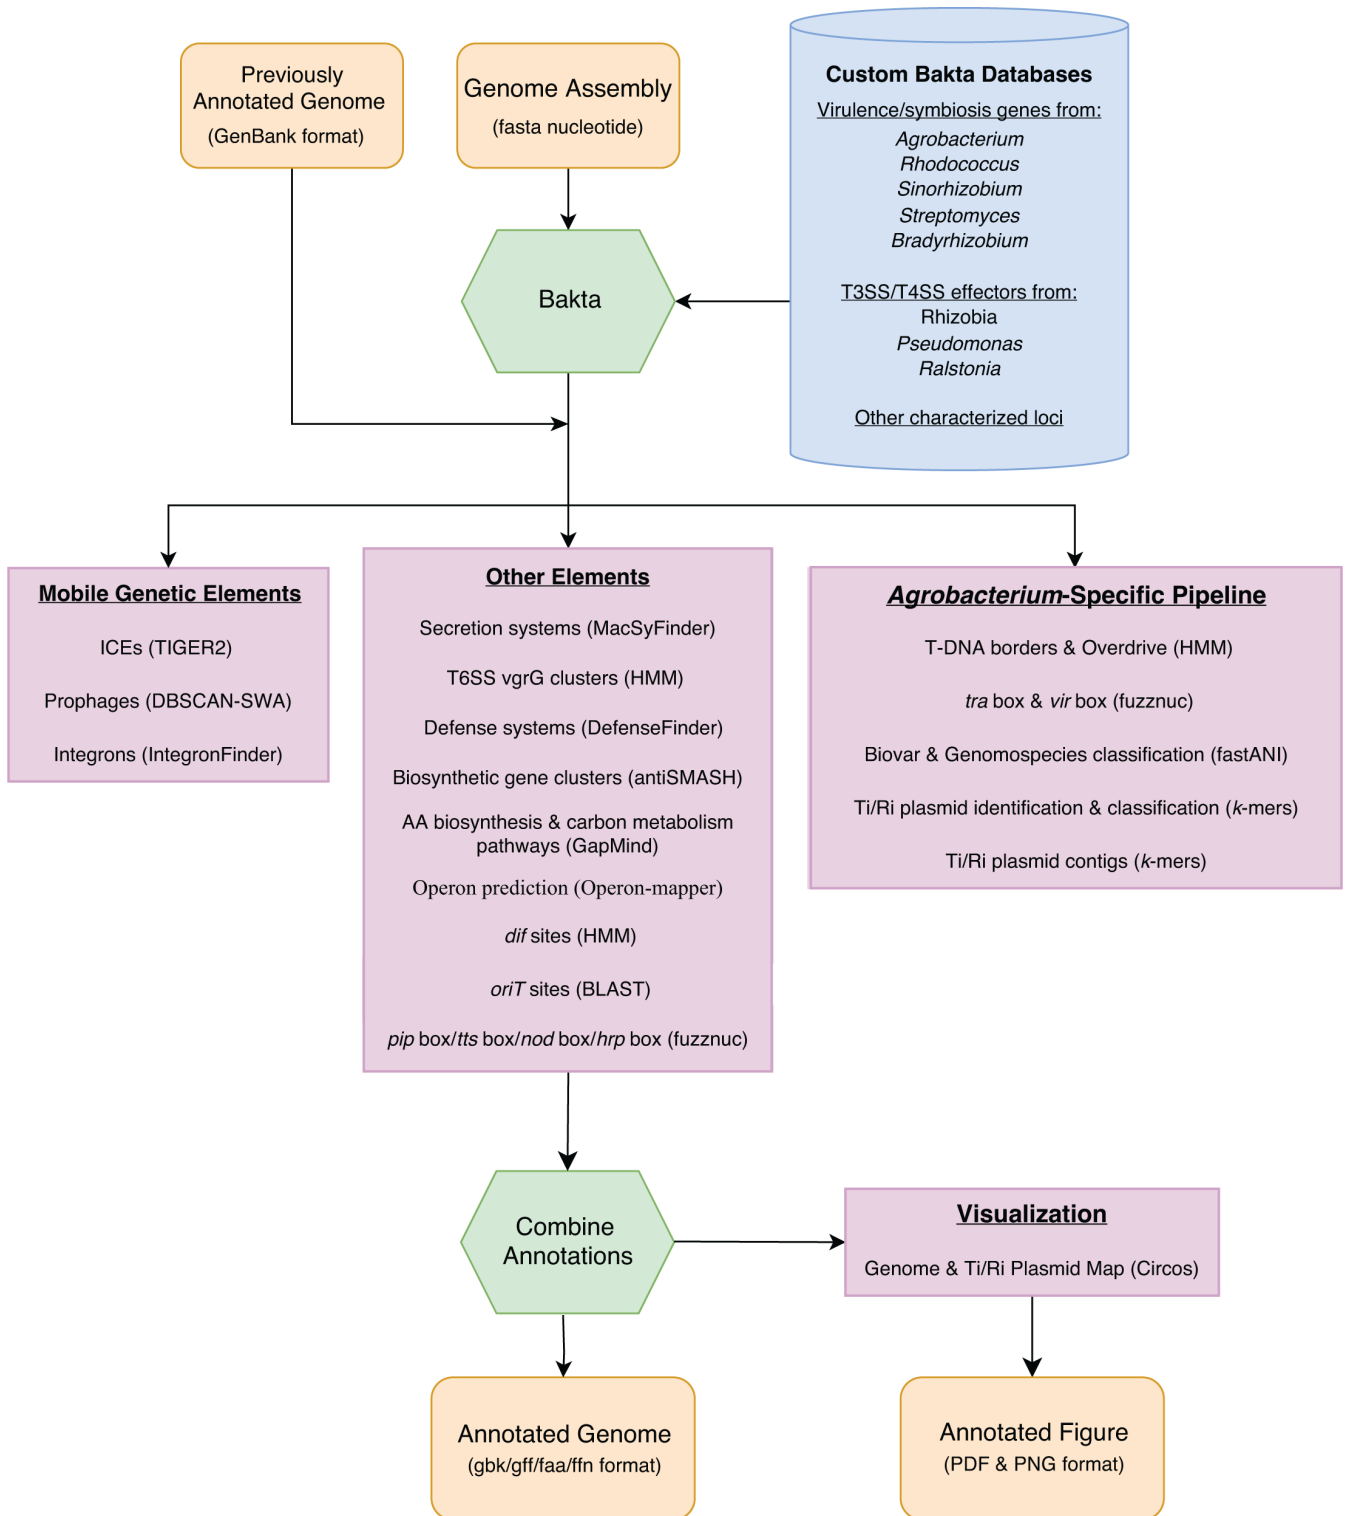 Previously
Annotated Genome
(GenBank format)
Genome Assembly
(fasta nucleotide)
Custom Bakta Databases
Virulence/symbiosis genes from:
Agrobacterium
Rhodococcus
Sinorhizobium
Streptomyces
Bradyrhizobium
T3SS/T4SS effectors from:
Rhizobia
Pseudomonas
Ralstonia
Other characterized loci
Bakta
Mobile Genetic Elements
ICEs (TIGER2)
Prophages (DBSCAN-SWA)
Integrons (IntegronFinder)
Other Elements
Secretion systems (MacSyFinder)
T6SS vgrG clusters (HMM)
Defense systems (DefenseFinder)
Biosynthetic gene clusters (antiSMASH)
AA biosynthesis & carbon metabolism
pathways (GapMind)
Operon prediction (Operon-mapper)
dif sites (HMM)
oriT sites (BLAST)
pip box/tts box/nod box/hrp box (fuzznuc)
Agrobacterium-Specific Pipeline
T-DNA borders & Overdrive (HMM)
tra box & vir box (fuzznuc)
Biovar & Genomospecies classification (fastANI)
Ti/Ri plasmid identification & classification (k-mers)
Ti/Ri plasmid contigs (k-mers)
Combine
Annotations
Visualization
Genome & Ti/Ri Plasmid Map (Circos)
Annotated Genome
(gbk/gff/faa/ffn format)
Annotated Figure
(PDF & PNG format)